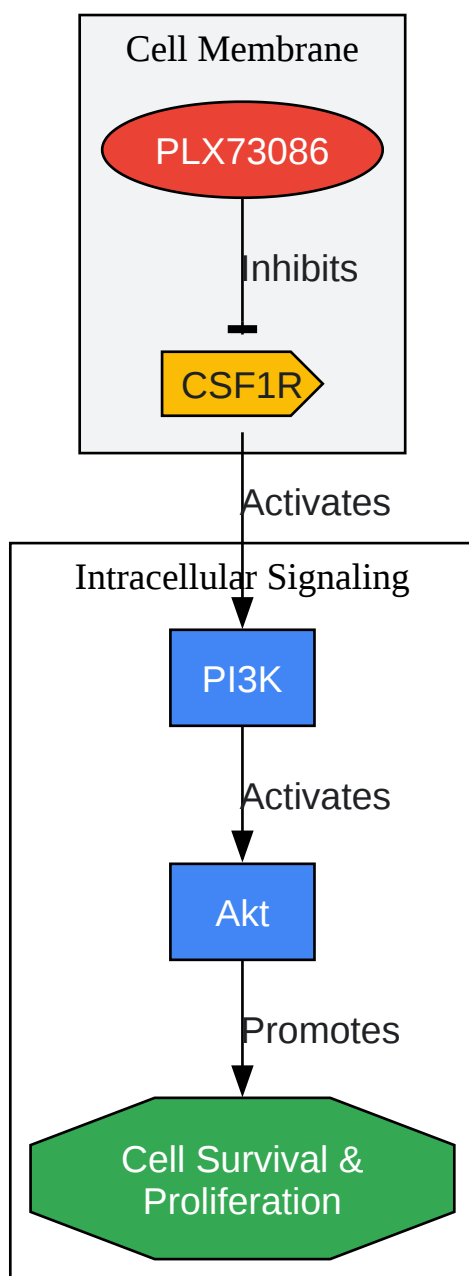 Cell Membrane
PLX73086
Inhibits
CSF1R
Activates
Intracellular Signaling
PI3K
Activates
Akt
Promotes
Cell Survival &
Proliferation